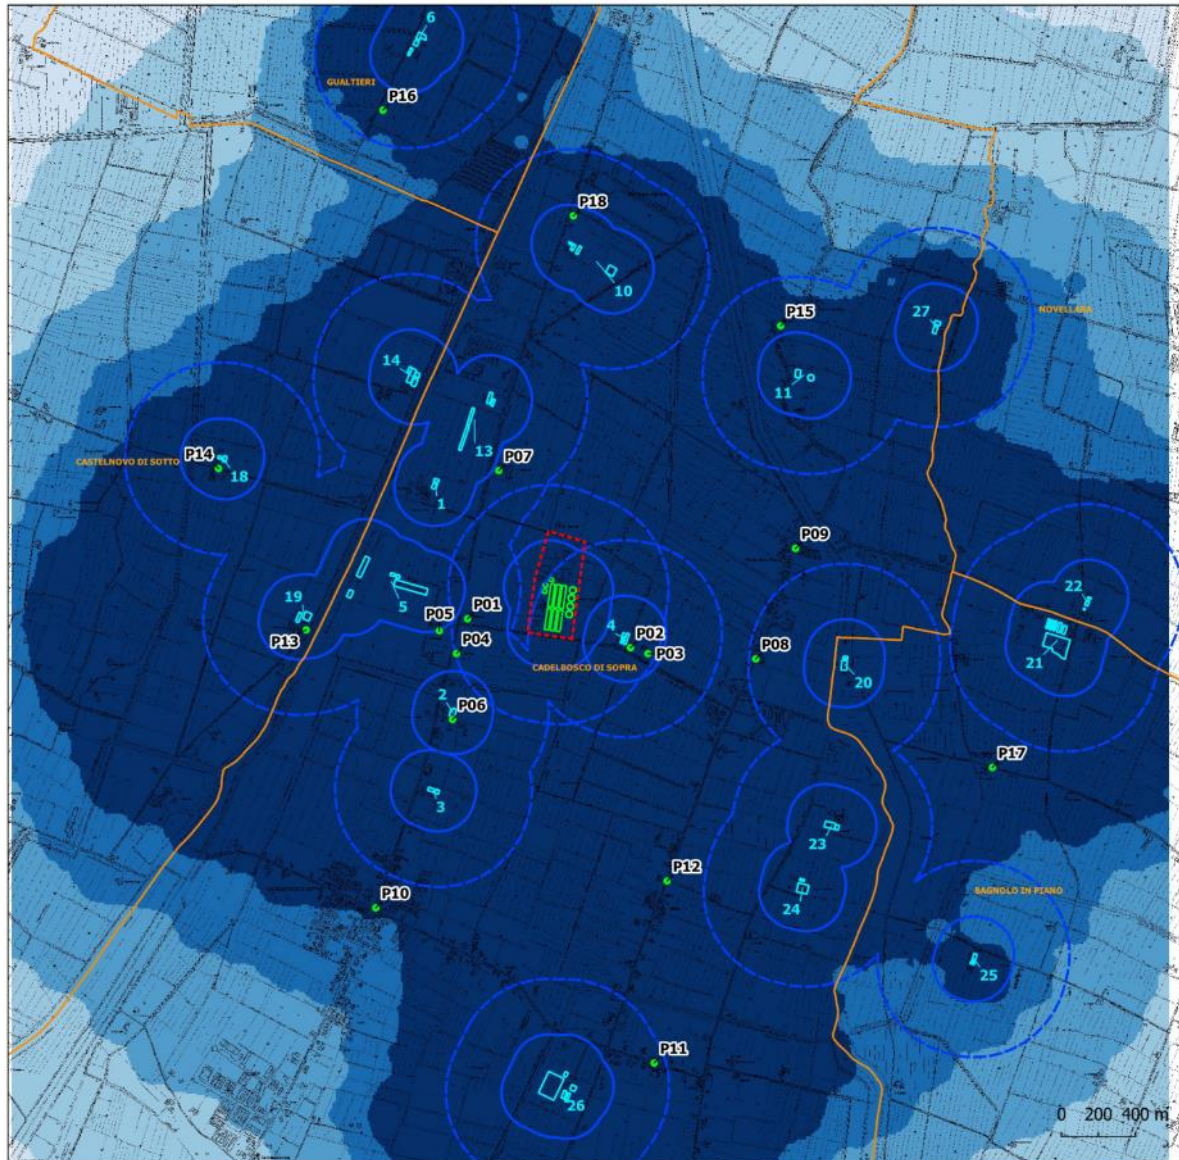 6
GUALTIERI
P16
P18
10
P15
27
NOVELLARA
14
11
13
P07
P14
CASTELNOVO DI SOTTO
18
1
P09
22
19
5
P05
P01
4
P02
P13
P04
P03
P08
21
CADELBOSCO DI SOPRA
20
2
P06
P17
3
23
P12
24
BAGNOLO IN PIANO
P10
25
P11
26
0 200 400 m